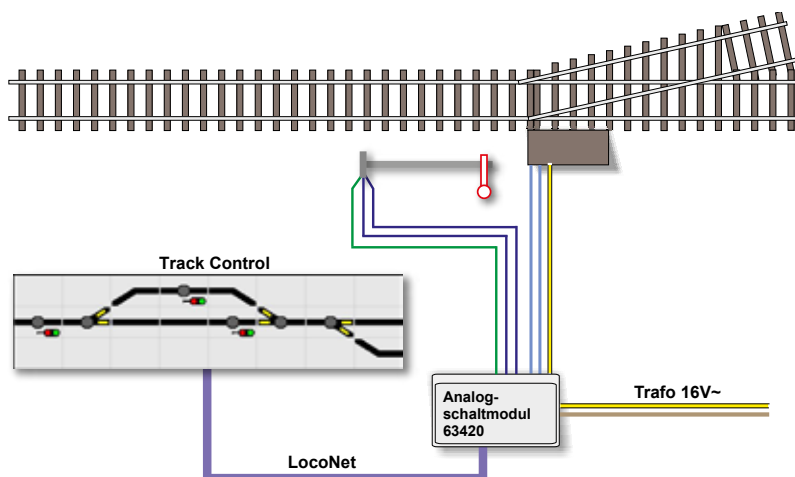 Track Control
Analog-
schaltmodul
63420
Trafo 16V~
LocoNet